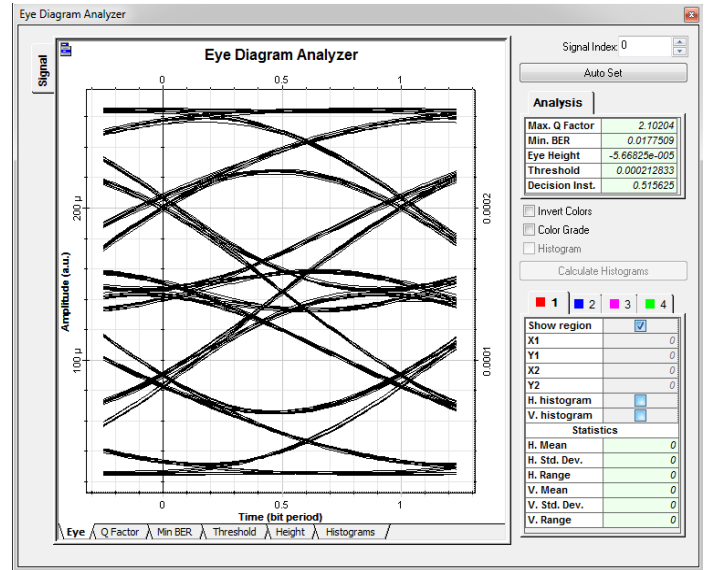 Eye Diagram Analyzer
Signal
Eye Diagram Analyzer
0 0.5 1
Amplitude (a.u.)
200 µ
100 µ
0.0002
0.0001
0 0.5 1
Time (bit period)
Eye Q Factor Min BER Threshold Height Histograms
Signal Index: 0
Auto Set
Analysis
Max. Q Factor 2.10204
Min. BER 0.0177509
Eye Height -5.66825e-005
Threshold 0.000212833
Decision Inst. 0.515625
Invert Colors
Color Grade
Histogram
Calculate Histograms
1 2 3 4
Show region
X1 0
Y1 0
X2 0
Y2 0
H. histogram
V. histogram
Statistics
H. Mean 0
H. Std. Dev. 0
H. Range 0
V. Mean 0
V. Std. Dev. 0
V. Range 0